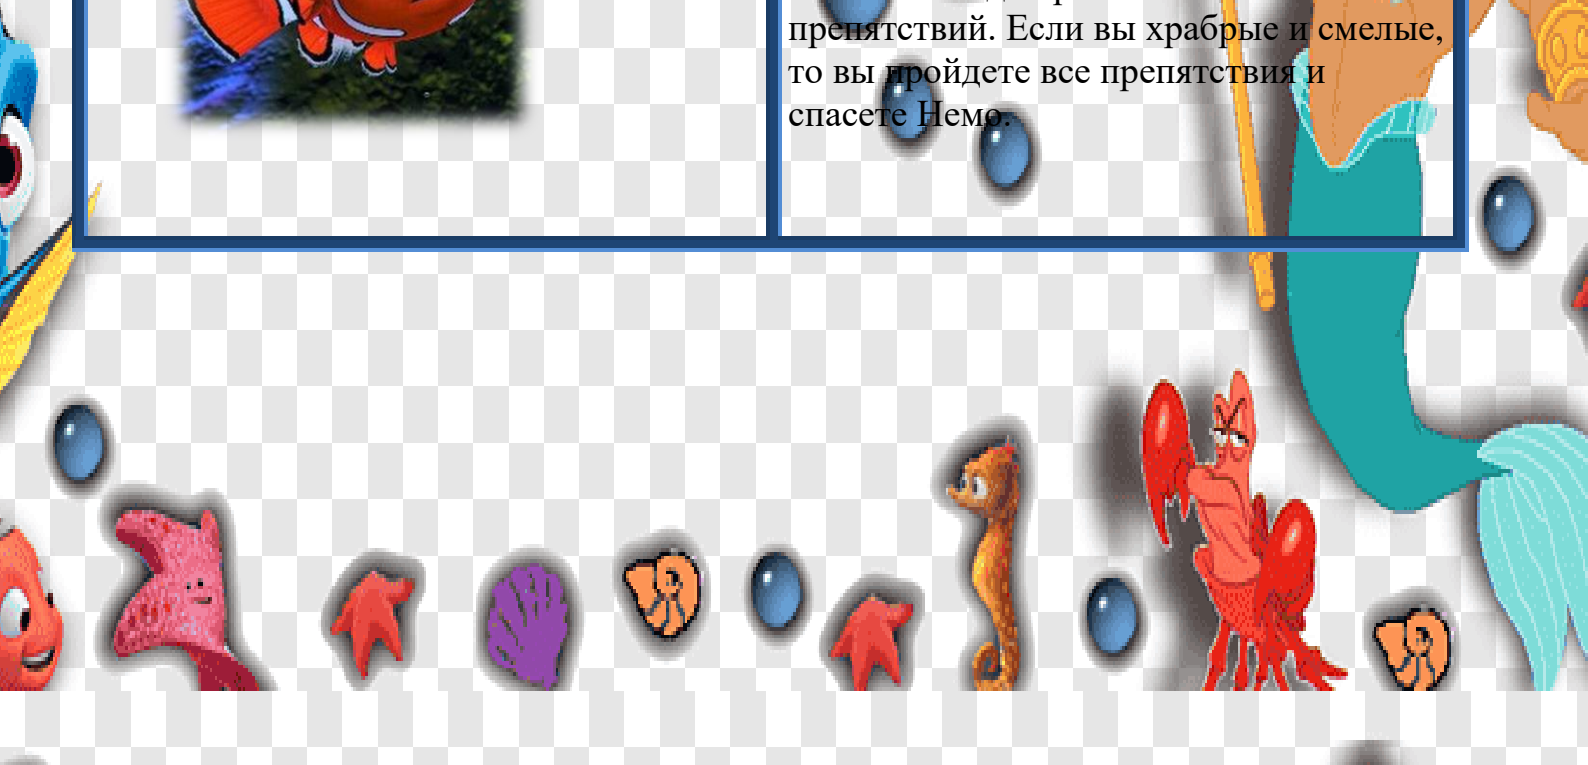 препятствий. Если вы храбрые и смелые,
то вы пройдете все препятствия и
спасете Немо.